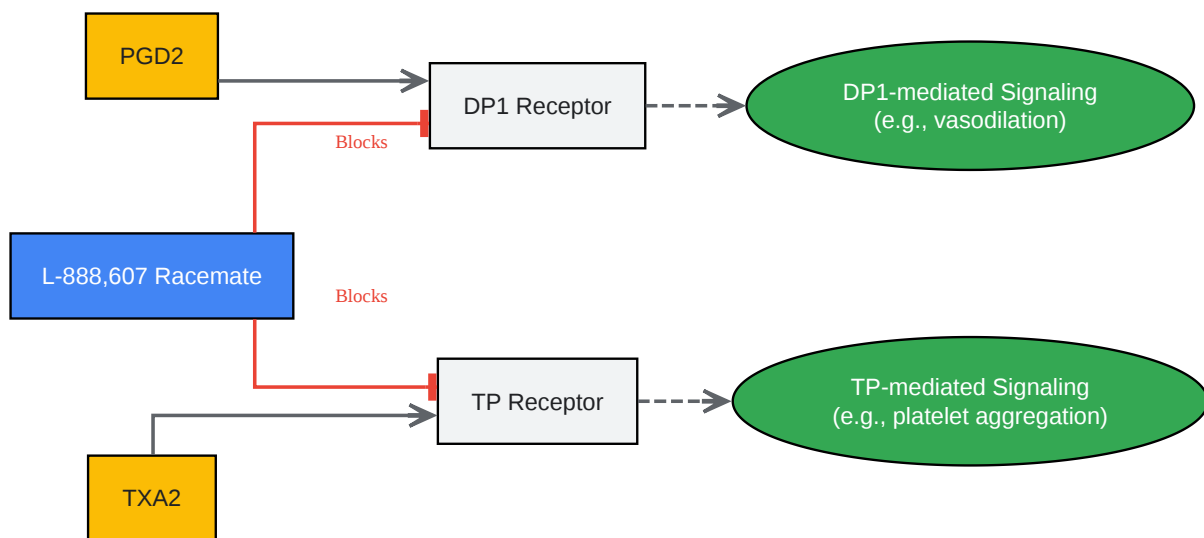 PGD2
DP1 Receptor
DP1-mediated Signaling
(e.g., vasodilation)
Blocks
L-888,607 Racemate
Blocks
TP Receptor
TP-mediated Signaling
(e.g., platelet aggregation)
TXA2